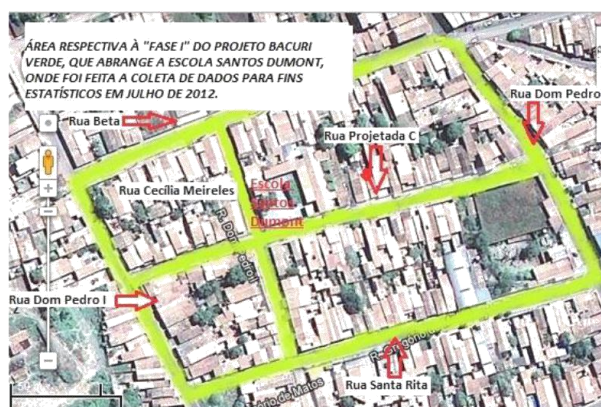 ÁREA RESPECTIVA À "FASE I" DO PROJETO BACURI
VERDE, QUE ABRANGE A ESCOLA SANTOS DUMONT,
ONDE FOI FEITA A COLETA DE DADOS PARA FINS
ESTATÍSTICOS EM JULHO DE 2012.
Rua Dom Pedro
Rua Beta
Rua Projetada C
Rua Cecília Meireles
Escola
Santos
Dumont
Rua Dom Pedro I
Rua Santa Rita